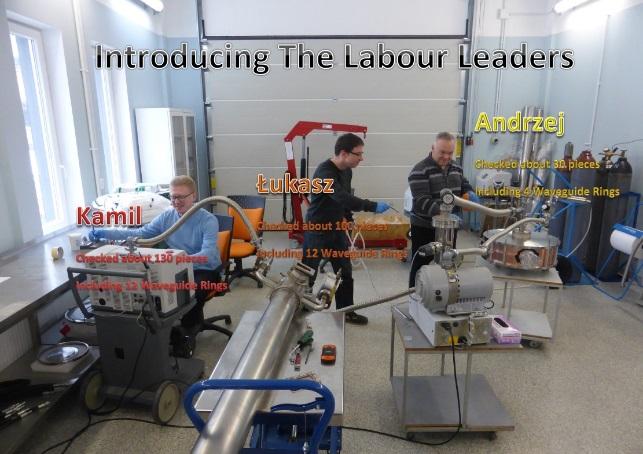 Introducing The Labour Leaders
Andrzej
Checked about 30 pieces
Including 4 Waveguide Rings
Łukasz
Checked about 160 pieces
Including 12 Waveguide Rings
Kamil
Checked about 130 pieces
Including 12 Waveguide Rings